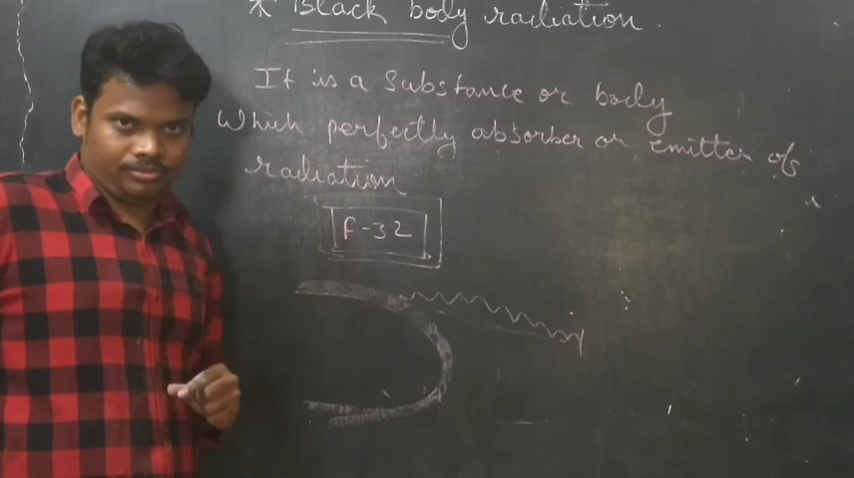 * Black body radiation.
It is a substance or body
Which perfectly absorber or emitter of
radiation
F-32